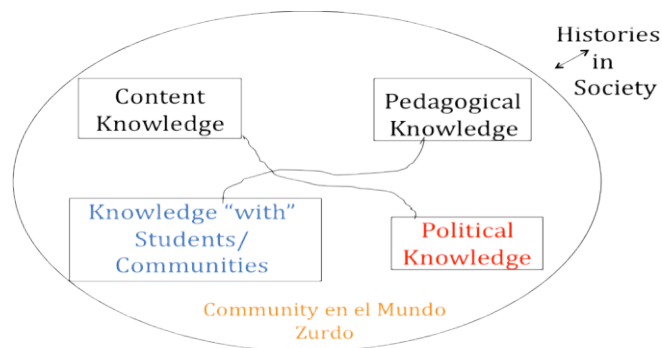 Histories
in
Society
Content
Knowledge
Pedagogical
Knowledge
Knowledge “with”
Students/
Communities
Political
Knowledge
Community en el Mundo
Zurdo